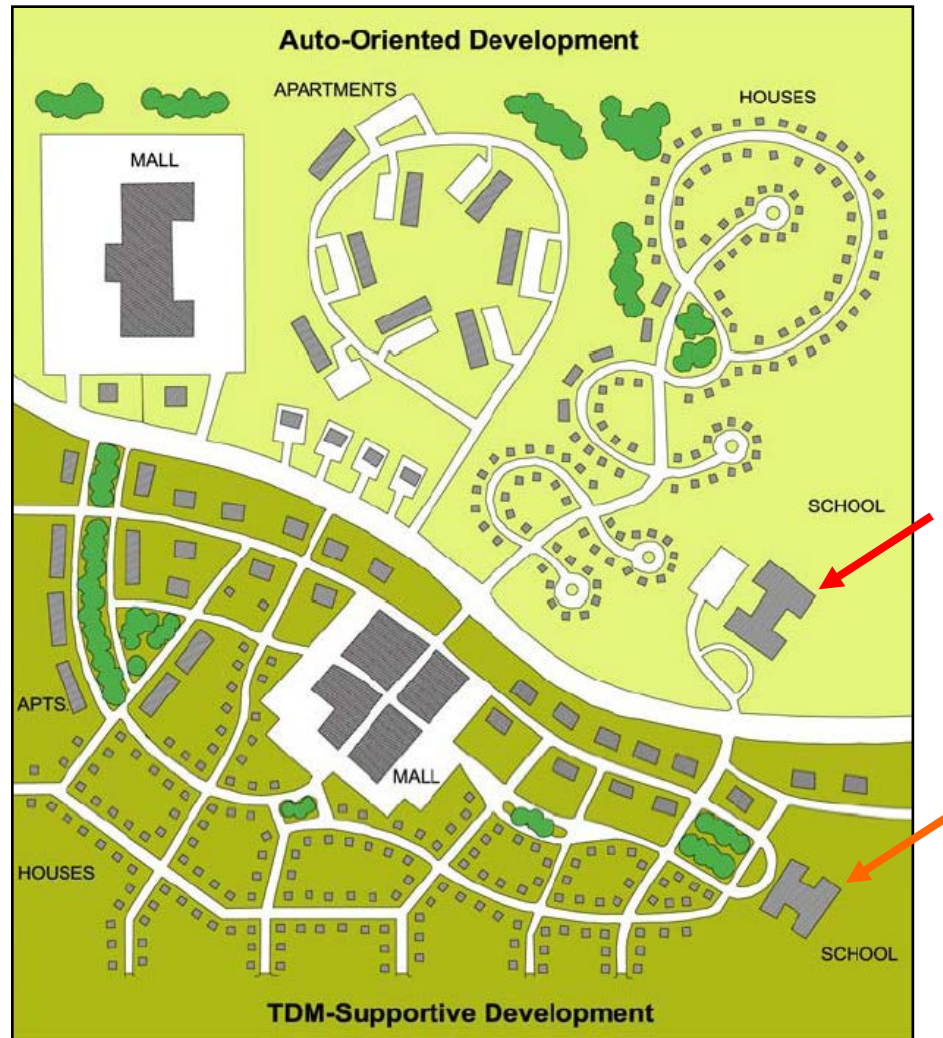 Auto-Oriented Development
APARTMENTS
HOUSES
MALL
SCHOOL
APTS.
MALL
HOUSES
SCHOOL
TDM-Supportive Development